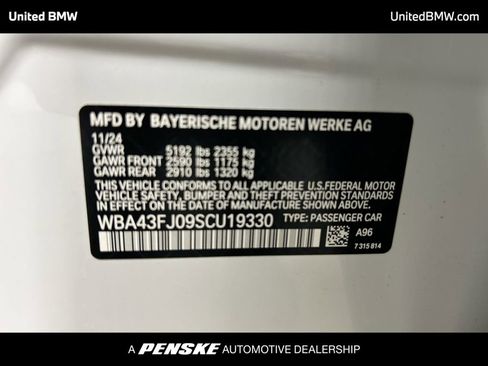 United BMW
UnitedBMW.com
MFD BY BAYERISCHE MOTOREN WERKE AG
11/24
GVWR 5192 lbs 2355 kg
GAWR FRONT 2590 lbs 1175 kg
GAWR REAR 2910 lbs 1320 kg
THIS VEHICLE CONFORMS TO ALL APPLICABLE U.S.FEDERAL MOTOR
VEHICLE SAFETY, BUMPER AND THEFT PREVENTION STANDARDS
IN EFFECT ON THE DATE OF MANUFACTURE SHOWN ABOVE.
WBA43FJ09SCU19330 TYPE: PASSENGER CAR
A96
7 315 814
A PENSKE AUTOMOTIVE DEALERSHIP